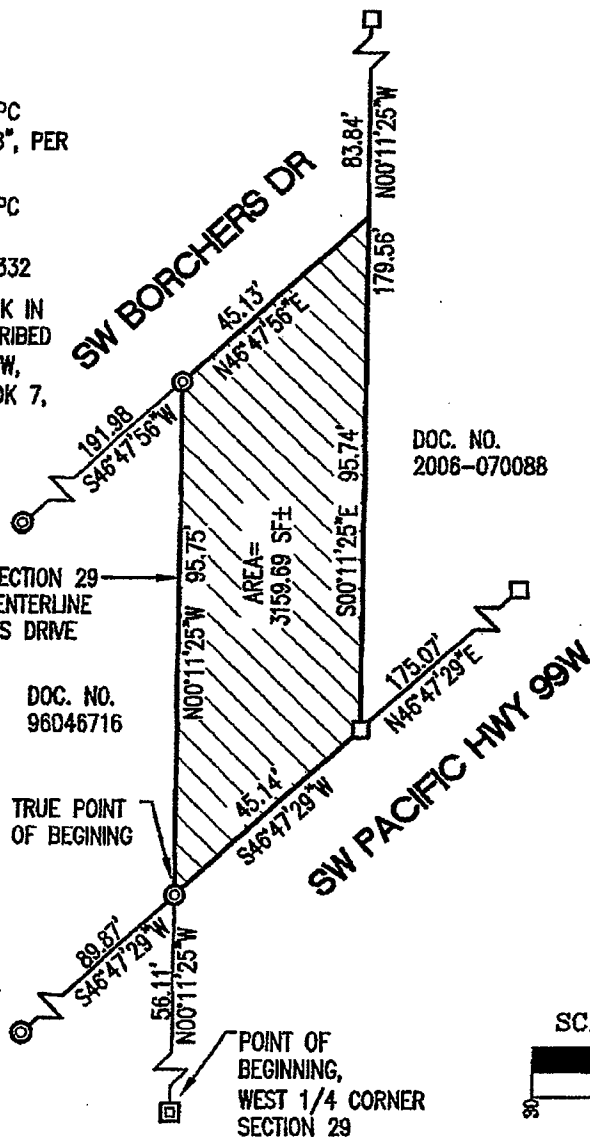 PC
3", PER
PC
332
K IN
RIBED
W,
OK 7,
83.84'
N00°11'25"W
SW BORCHERS DR
179.56'
45.13'
N46°47'56"E
191.98
S46°47'56"W
DOC. NO.
2006-070088
95.74'
S00°11'25"E
AREA=
3159.69 SF±
95.75'
N00°11'25"W
ECTION 29
ENTERLINE
S DRIVE
DOC. NO.
96046716
175.07'
N46°47'29"E
SW PACIFIC HWY 99W
45.14'
S46°47'29"W
TRUE POINT
OF BEGINING
89.87'
S46°47'29"W
56.11'
N00°11'25"W
POINT OF
BEGINNING,
WEST 1/4 CORNER
SECTION 29
SC
30